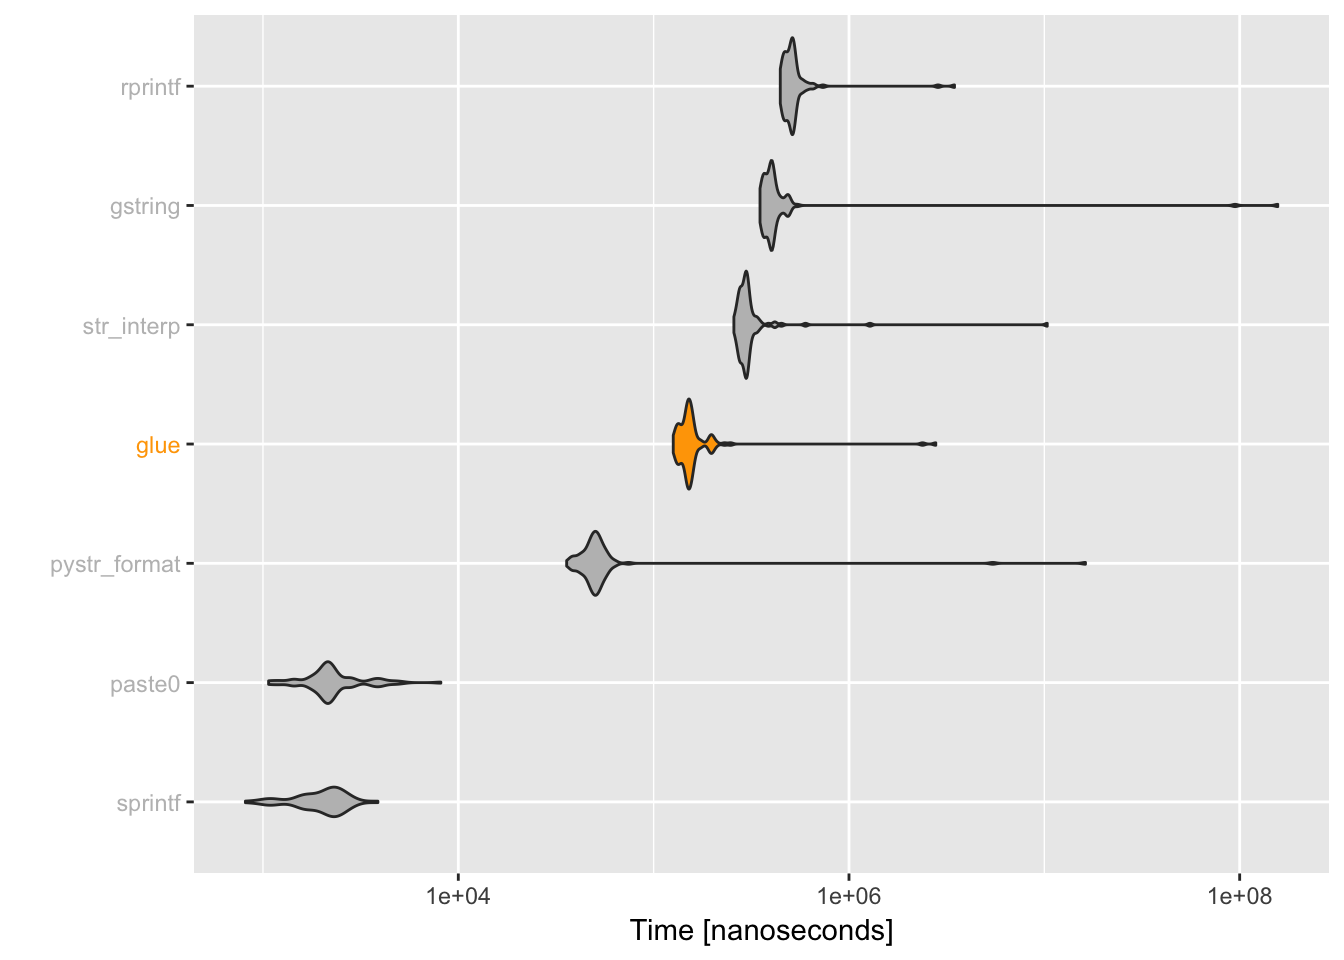 rprintf
gstring
str_interp
glue
pystr_format
paste0
sprintf
1e+04 1e+06 1e+08
Time [nanoseconds]